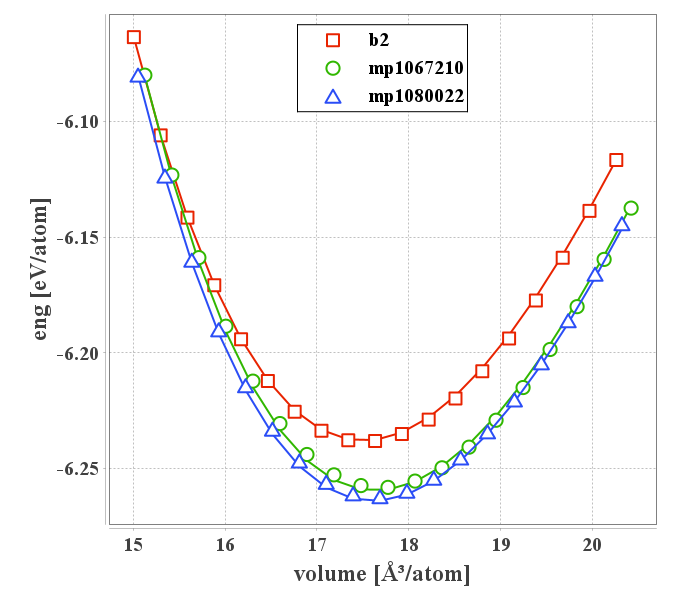 b2
mp1067210
mp1080022
eng [eV/atom]
-6.10
-6.15
-6.20
-6.25
15 16 17 18 19 20
volume [Å³/atom]